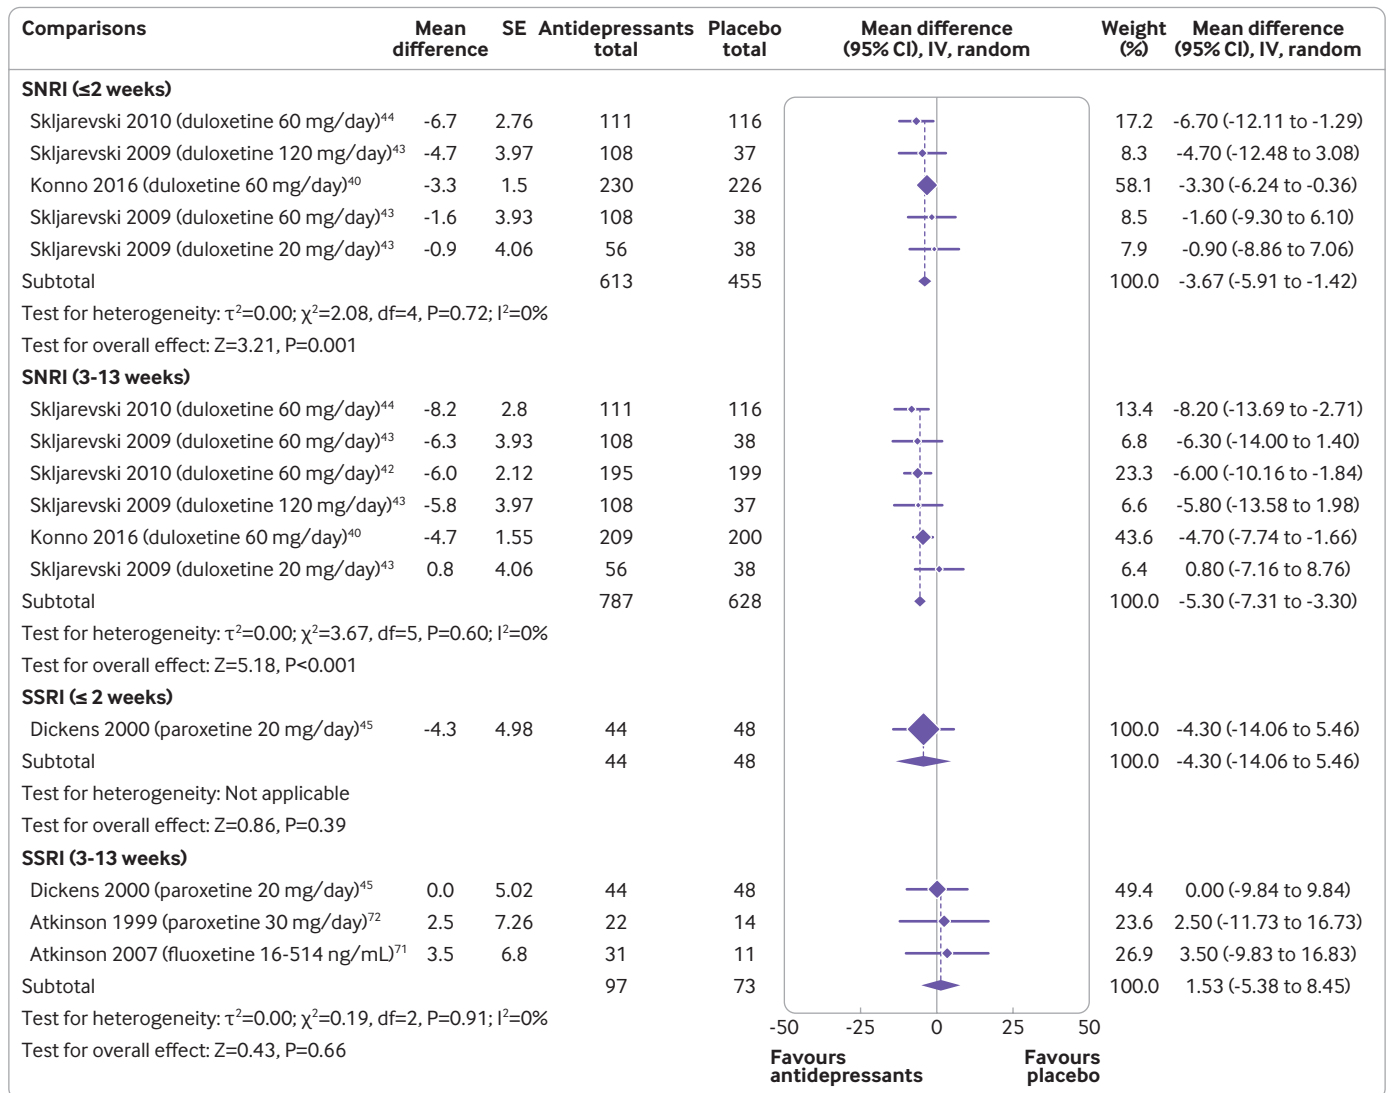 Comparisons Mean difference SE Antidepressants total Placebo total Mean difference (95% CI), IV, random Weight (%) Mean difference (95% CI), IV, random
SNRI (≤2 weeks)
Skljarevski 2010 (duloxetine 60 mg/day)⁴⁴ -6.7 2.76 111 116 17.2 -6.70 (-12.11 to -1.29)
Skljarevski 2009 (duloxetine 120 mg/day)⁴³ -4.7 3.97 108 37 8.3 -4.70 (-12.48 to 3.08)
Konno 2016 (duloxetine 60 mg/day)⁴⁰ -3.3 1.5 230 226 58.1 -3.30 (-6.24 to -0.36)
Skljarevski 2009 (duloxetine 60 mg/day)⁴³ -1.6 3.93 108 38 8.5 -1.60 (-9.30 to 6.10)
Skljarevski 2009 (duloxetine 20 mg/day)⁴³ -0.9 4.06 56 38 7.9 -0.90 (-8.86 to 7.06)
Subtotal 613 455 100.0 -3.67 (-5.91 to -1.42)
Test for heterogeneity: τ²=0.00; χ²=2.08, df=4, P=0.72; I²=0%
Test for overall effect: Z=3.21, P=0.001
SNRI (3-13 weeks)
Skljarevski 2010 (duloxetine 60 mg/day)⁴⁴ -8.2 2.8 111 116 13.4 -8.20 (-13.69 to -2.71)
Skljarevski 2009 (duloxetine 60 mg/day)⁴³ -6.3 3.93 108 38 6.8 -6.30 (-14.00 to 1.40)
Skljarevski 2010 (duloxetine 60 mg/day)⁴² -6.0 2.12 195 199 23.3 -6.00 (-10.16 to -1.84)
Skljarevski 2009 (duloxetine 120 mg/day)⁴³ -5.8 3.97 108 37 6.6 -5.80 (-13.58 to 1.98)
Konno 2016 (duloxetine 60 mg/day)⁴⁰ -4.7 1.55 209 200 43.6 -4.70 (-7.74 to -1.66)
Skljarevski 2009 (duloxetine 20 mg/day)⁴³ 0.8 4.06 56 38 6.4 0.80 (-7.16 to 8.76)
Subtotal 787 628 100.0 -5.30 (-7.31 to -3.30)
Test for heterogeneity: τ²=0.00; χ²=3.67, df=5, P=0.60; I²=0%
Test for overall effect: Z=5.18, P<0.001
SSRI (≤ 2 weeks)
Dickens 2000 (paroxetine 20 mg/day)⁴⁵ -4.3 4.98 44 48 100.0 -4.30 (-14.06 to 5.46)
Subtotal 44 48 100.0 -4.30 (-14.06 to 5.46)
Test for heterogeneity: Not applicable
Test for overall effect: Z=0.86, P=0.39
SSRI (3-13 weeks)
Dickens 2000 (paroxetine 20 mg/day)⁴⁵ 0.0 5.02 44 48 49.4 0.00 (-9.84 to 9.84)
Atkinson 1999 (paroxetine 30 mg/day)⁷² 2.5 7.26 22 14 23.6 2.50 (-11.73 to 16.73)
Atkinson 2007 (fluoxetine 16-514 ng/mL)⁷¹ 3.5 6.8 31 11 26.9 3.50 (-9.83 to 16.83)
Subtotal 97 73 100.0 1.53 (-5.38 to 8.45)
Test for heterogeneity: τ²=0.00; χ²=0.19, df=2, P=0.91; I²=0%
Test for overall effect: Z=0.43, P=0.66
-50 -25 0 25 50
Favours antidepressants Favours placebo